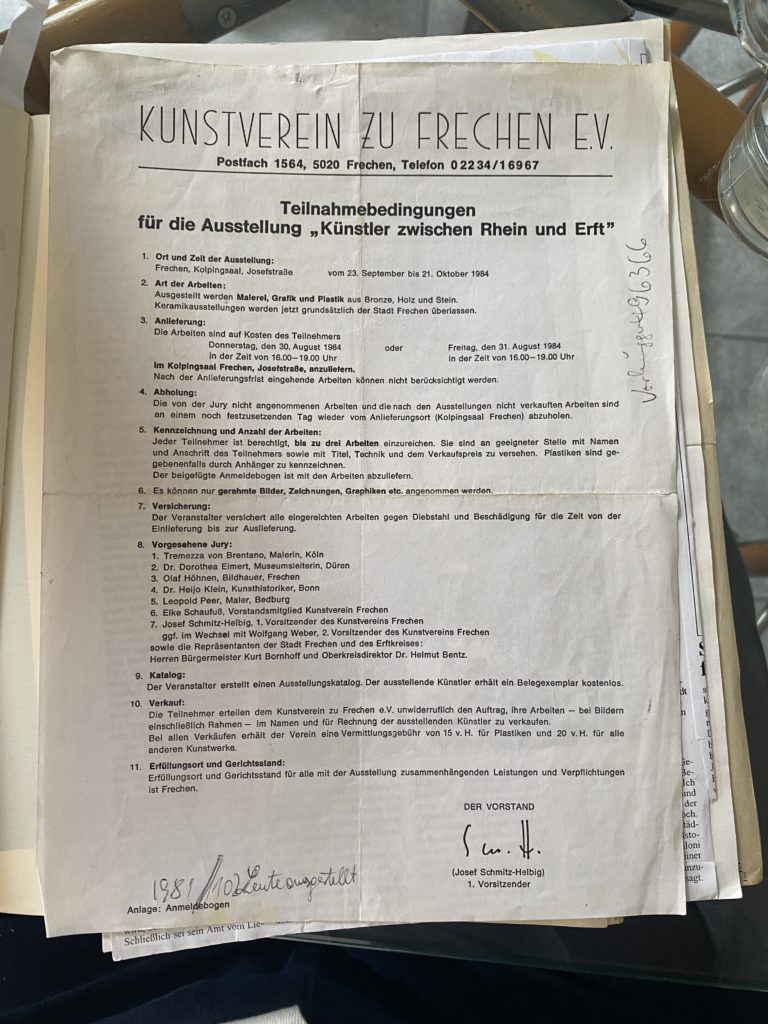 KUNSTVEREIN ZU FRECHEN E.V.
Postfach 1564, 5020 Frechen, Telefon 0 22 34/1 69 67
Teilnahmebedingungen
für die Ausstellung „Künstler zwischen Rhein und Erft”
1. Ort und Zeit der Ausstellung:
Frechen, Kolpingsaal, Josefstraße vom 23. September bis 21. Oktober 1984
2. Art der Arbeiten:
Ausgestellt werden Malerei, Grafik und Plastik aus Bronze, Holz und Stein.
Keramikausstellungen werden jetzt grundsätzlich der Stadt Frechen überlassen.
3. Anlieferung:
Die Arbeiten sind auf Kosten des Teilnehmers
Donnerstag, den 30. August 1984 oder Freitag, den 31. August 1984
in der Zeit von 16.00–19.00 Uhr in der Zeit von 16.00–19.00 Uhr
im Kolpingsaal Frechen, Josefstraße, anzuliefern.
Nach der Anlieferungsfrist eingehende Arbeiten können nicht berücksichtigt werden.
4. Abholung:
Die von der Jury nicht angenommenen Arbeiten und die nach den Ausstellungen nicht verkauften Arbeiten sind
an einem noch festzusetzenden Tag wieder vom Anlieferungsort (Kolpingsaal Frechen) abzuholen.
5. Kennzeichnung und Anzahl der Arbeiten:
Jeder Teilnehmer ist berechtigt, bis zu drei Arbeiten einzureichen. Sie sind an geeigneter Stelle mit Namen
und Anschrift des Teilnehmers sowie mit Titel, Technik und dem Verkaufspreis zu versehen. Plastiken sind ge-
gebenenfalls durch Anhänger zu kennzeichnen.
Der beigefügte Anmeldebogen ist mit den Arbeiten abzuliefern.
6. Es können nur gerahmte Bilder, Zeichnungen, Graphiken etc. angenommen werden.
7. Versicherung:
Der Veranstalter versichert alle eingereichten Arbeiten gegen Diebstahl und Beschädigung für die Zeit von der
Einlieferung bis zur Auslieferung.
8. Vorgesehene Jury:
1. Tremezza von Brentano, Malerin, Köln
2. Dr. Dorothea Eimert, Museumsleiterin, Düren
3. Olaf Höhnen, Bildhauer, Frechen
4. Dr. Heijo Klein, Kunsthistoriker, Bonn
5. Leopold Peer, Maler, Bedburg
6. Elke Schaufuß, Vorstandsmitglied Kunstverein Frechen
7. Josef Schmitz-Helbig, 1. Vorsitzender des Kunstvereins Frechen
ggf. im Wechsel mit Wolfgang Weber, 2. Vorsitzender des Kunstvereins Frechen
sowie die Repräsentanten der Stadt Frechen und des Erftkreises:
Herren Bürgermeister Kurt Bornhoff und Oberkreisdirektor Dr. Helmut Bentz.
9. Katalog:
Der Veranstalter erstellt einen Ausstellungskatalog. Der ausstellende Künstler erhält ein Belegexemplar kostenlos.
10. Verkauf:
Die Teilnehmer erteilen dem Kunstverein zu Frechen e.V. unwiderruflich den Auftrag, ihre Arbeiten — bei Bildern
einschließlich Rahmen — im Namen und für Rechnung der ausstellenden Künstler zu verkaufen.
Bei allen Verkäufen erhält der Verein eine Vermittlungsgebühr von 15 v. H. für Plastiken und 20 v. H. für alle
anderen Kunstwerke.
11. Erfüllungsort und Gerichtsstand:
Erfüllungsort und Gerichtsstand für alle mit der Ausstellung zusammenhängenden Leistungen und Verpflichtungen
ist Frechen.
DER VORSTAND
(Josef Schmitz-Helbig)
1. Vorsitzender
1981 // 102 Leute ausgestellt
Anlage: Anmeldebogen
Schließlich sei sein Amt vom Lie-